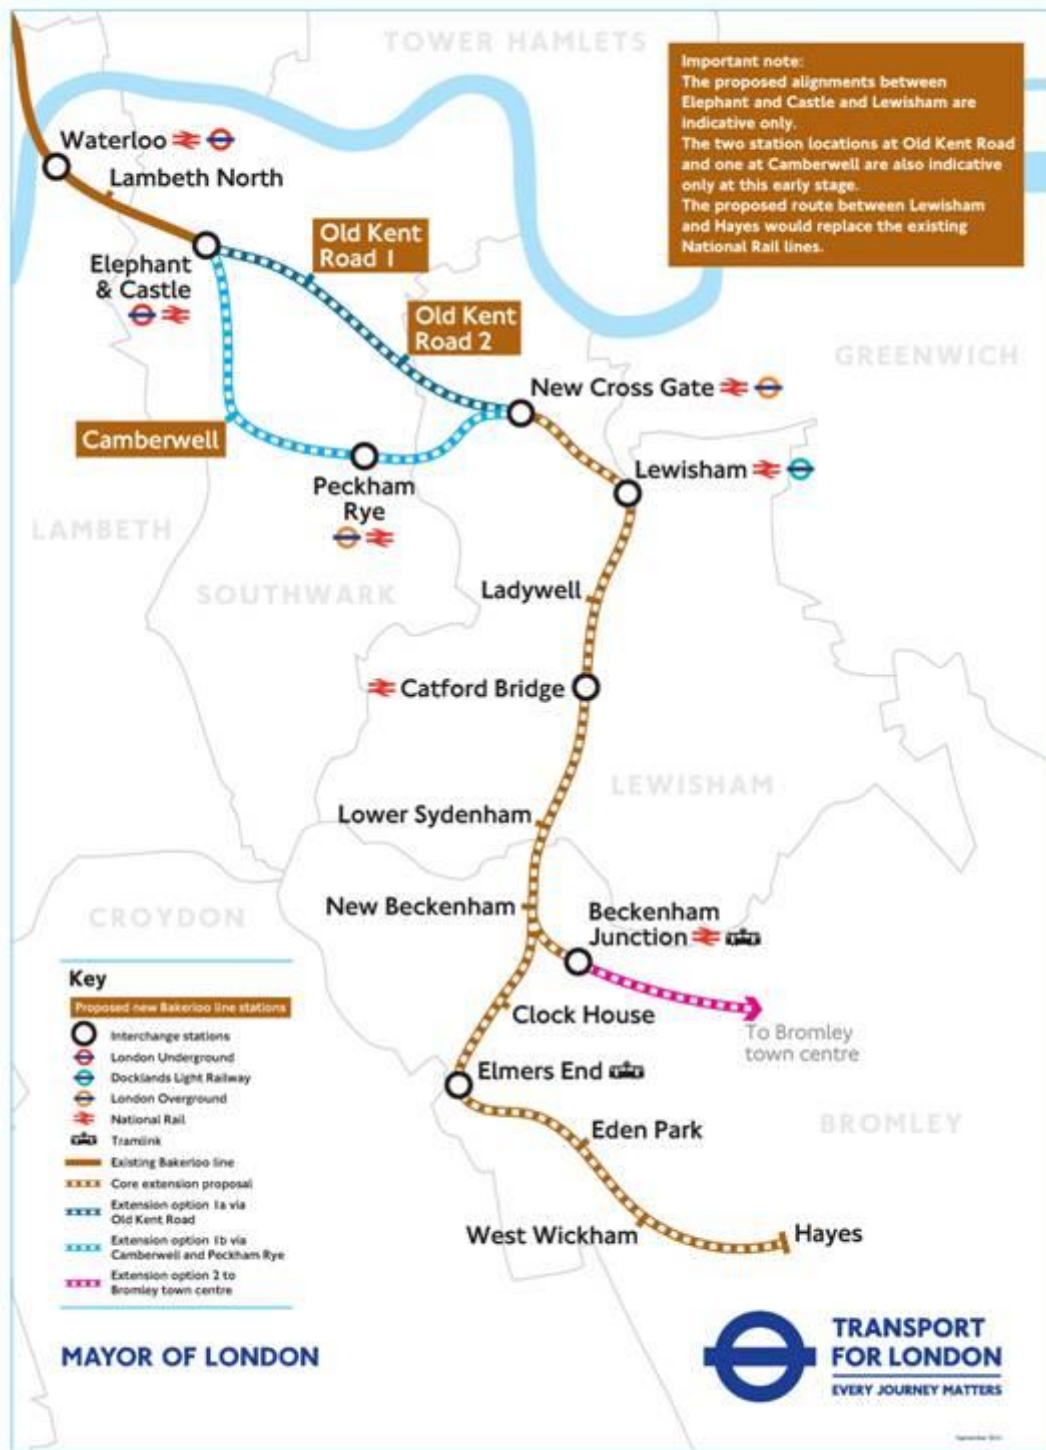 TOWER HAMLETS
Important note:
The proposed alignments between
Elephant and Castle and Lewisham are
indicative only.
The two station locations at Old Kent Road
and one at Camberwell are also indicative
only at this early stage.
The proposed route between Lewisham
and Hayes would replace the existing
National Rail lines.
Waterloo
Lambeth North
Elephant
& Castle
Old Kent
Road 1
Old Kent
Road 2
GREENWICH
New Cross Gate
Camberwell
Lewisham
Peckham
Rye
LAMBETH
SOUTHWARK
Ladywell
Catford Bridge
LEWISHAM
Lower Sydenham
New Beckenham
Beckenham
Junction
CROYDON
Clock House
To Bromley
town centre
Elmers End
Eden Park
BROMLEY
West Wickham
Hayes
Key
Proposed new Bakerloo line stations
Interchange stations
London Underground
Docklands Light Railway
London Overground
National Rail
Tramlink
Existing Bakerloo line
Core extension proposal
Extension option 1a via
Old Kent Road
Extension option 1b via
Camberwell and Peckham Rye
Extension option 2 to
Bromley town centre
MAYOR OF LONDON
TRANSPORT
FOR LONDON
EVERY JOURNEY MATTERS